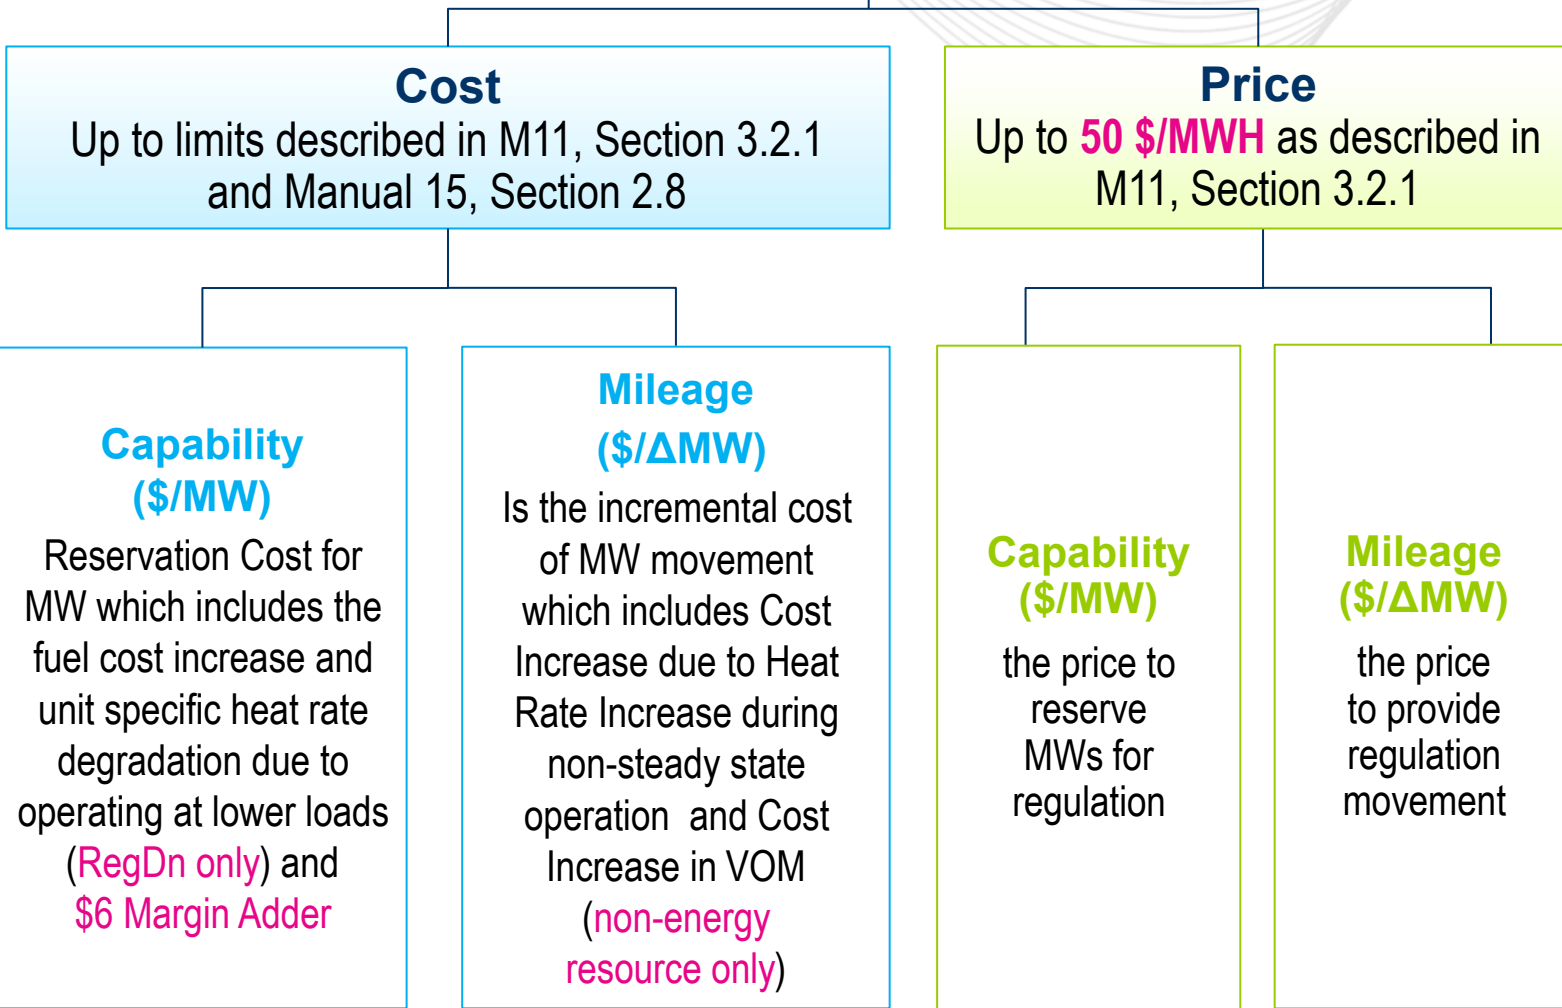 Cost
Up to limits described in M11, Section 3.2.1
and Manual 15, Section 2.8
Price
Up to 50 $/MWH as described in
M11, Section 3.2.1
Capability
($/MW)
Reservation Cost for
MW which includes the
fuel cost increase and
unit specific heat rate
degradation due to
operating at lower loads
(RegDn only) and
$6 Margin Adder
Mileage
($/ΔMW)
Is the incremental cost
of MW movement
which includes Cost
Increase due to Heat
Rate Increase during
non-steady state
operation and Cost
Increase in VOM
(non-energy
resource only)
Capability
($/MW)
the price to
reserve
MWs for
regulation
Mileage
($/ΔMW)
the price
to provide
regulation
movement